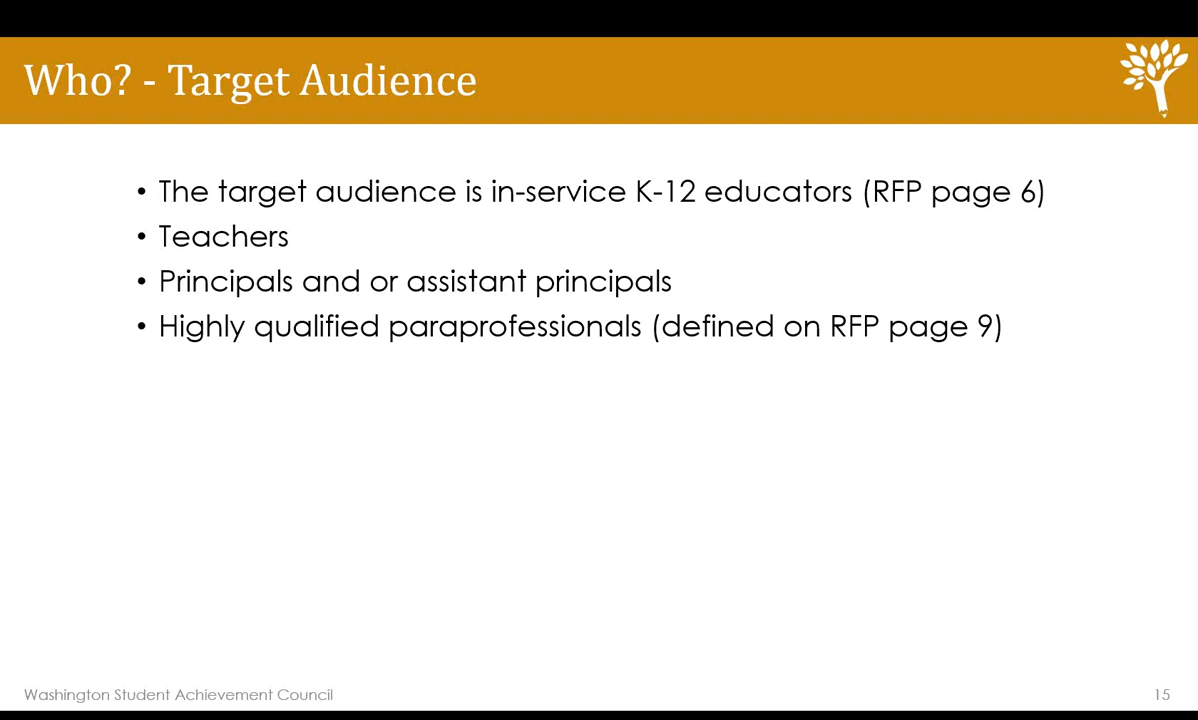 Who? - Target Audience
• The target audience is in-service K-12 educators (RFP page 6)
• Teachers
• Principals and or assistant principals
• Highly qualified paraprofessionals (defined on RFP page 9)
Washington Student Achievement Council
15